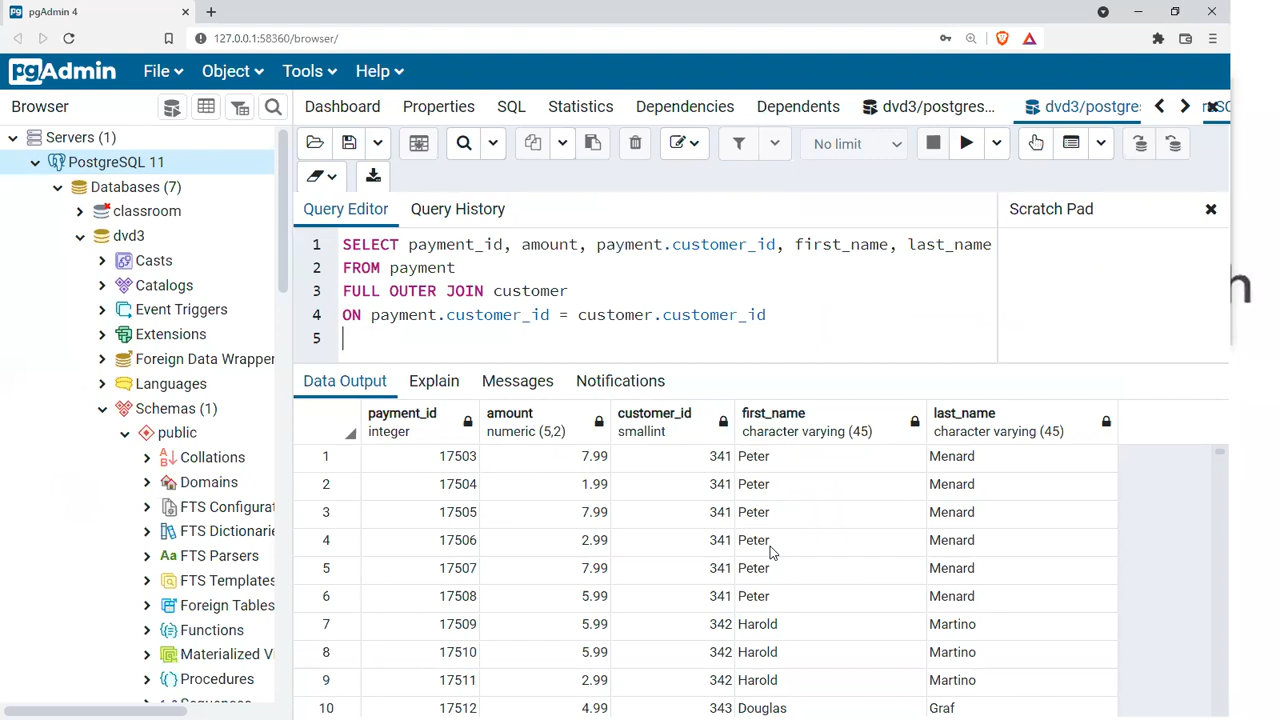 pgAdmin 4
127.0.0.1:58360/browser/
pgAdmin File Object Tools Help
Browser
Dashboard Properties SQL Statistics Dependencies Dependents dvd3/postgres... dvd3/postgre:
No limit
Servers (1)
PostgreSQL 11
Databases (7)
classroom
dvd3
Casts
Catalogs
Event Triggers
Extensions
Foreign Data Wrapper
Languages
Schemas (1)
public
Collations
Domains
FTS Configurat
FTS Dictionarie
FTS Parsers
FTS Templates
Foreign Tables
Functions
Materialized Vi
Procedures
Sequences
Query Editor Query History
Scratch Pad
1 SELECT payment_id, amount, payment.customer_id, first_name, last_name
2 FROM payment
3 FULL OUTER JOIN customer
4 ON payment.customer_id = customer.customer_id
5
Data Output Explain Messages Notifications
payment_id amount customer_id first_name last_name
integer numeric (5,2) smallint character varying (45) character varying (45)
1 17503 7.99 341 Peter Menard
2 17504 1.99 341 Peter Menard
3 17505 7.99 341 Peter Menard
4 17506 2.99 341 Peter Menard
5 17507 7.99 341 Peter Menard
6 17508 5.99 341 Peter Menard
7 17509 5.99 342 Harold Martino
8 17510 5.99 342 Harold Martino
9 17511 2.99 342 Harold Martino
10 17512 4.99 343 Douglas Graf